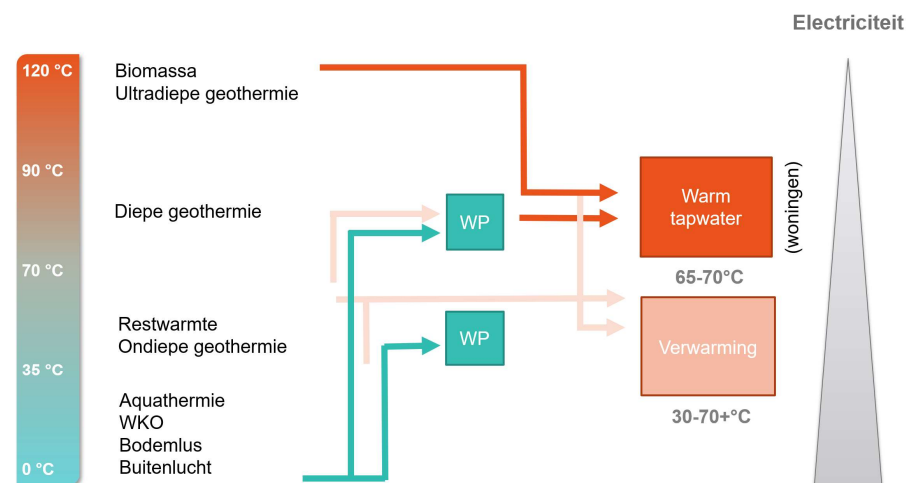 Electriciteit
120 °C
90 °C
70 °C
35 °C
0 °C
Biomassa
Ultradiepe geothermie
Diepe geothermie
Restwarmte
Ondiepe geothermie
Aquathermie
WKO
Bodemlus
Buitenlucht
WP
WP
Warm
tapwater
(woningen)
65-70°C
Verwarming
30-70+°C